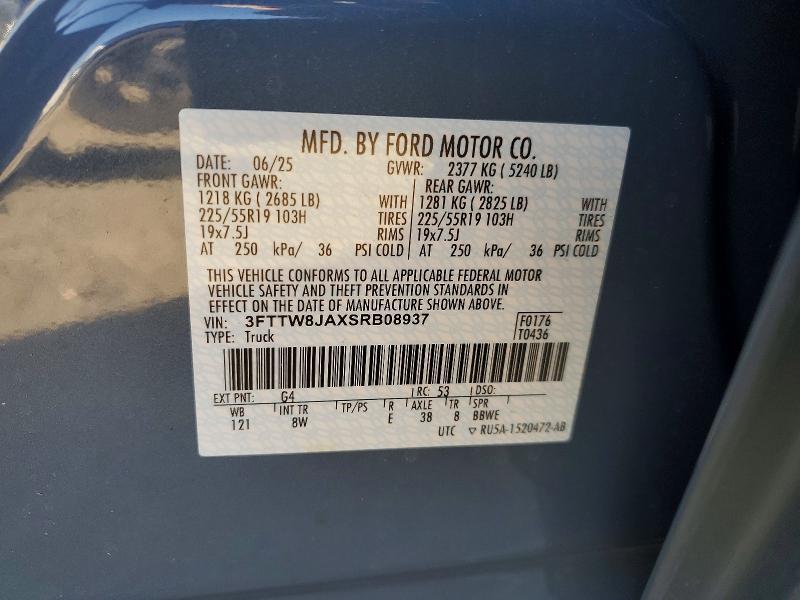 MFD. BY FORD MOTOR CO.
DATE: 06/25 GVWR: 2377 KG ( 5240 LB)
FRONT GAWR: REAR GAWR:
1218 KG ( 2685 LB) WITH 1281 KG ( 2825 LB) WITH
225/55R19 103H TIRES 225/55R19 103H TIRES
19x7.5J RIMS 19x7.5J RIMS
AT 250 kPa/ 36 PSI COLD AT 250 kPa/ 36 PSI COLD
THIS VEHICLE CONFORMS TO ALL APPLICABLE FEDERAL MOTOR
VEHICLE SAFETY AND THEFT PREVENTION STANDARDS IN
EFFECT ON THE DATE OF MANUFACTURE SHOWN ABOVE.
VIN: 3FTTW8JAXSRB08937 F0176
TYPE: Truck T0436
EXT PNT: G4 RC: 53 DSO:
WB INT TR TP/PS R AXLE TR SPR
121 8W E 38 8 BBWE
UTC ▽ RU5A-1520472-AB